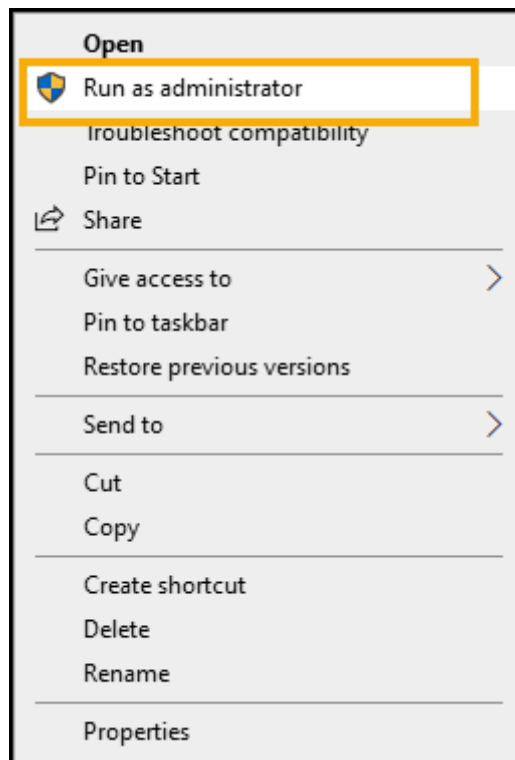 Open
Run as administrator
Troubleshoot compatibility
Pin to Start
Share
Give access to
Pin to taskbar
Restore previous versions
Send to
Cut
Copy
Create shortcut
Delete
Rename
Properties